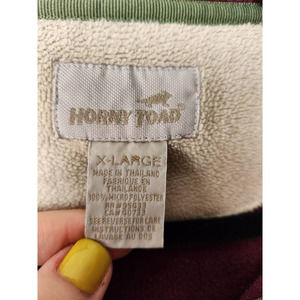 HORNY TOAD®
X-LARGE
MADE IN THAILAND
FABRIQUE EN
THAILANDE
100% MICROPOLYESTER
SEE REVERSE FOR CARE
INSTRUCTIONS DE
LAVAGE AU DOS